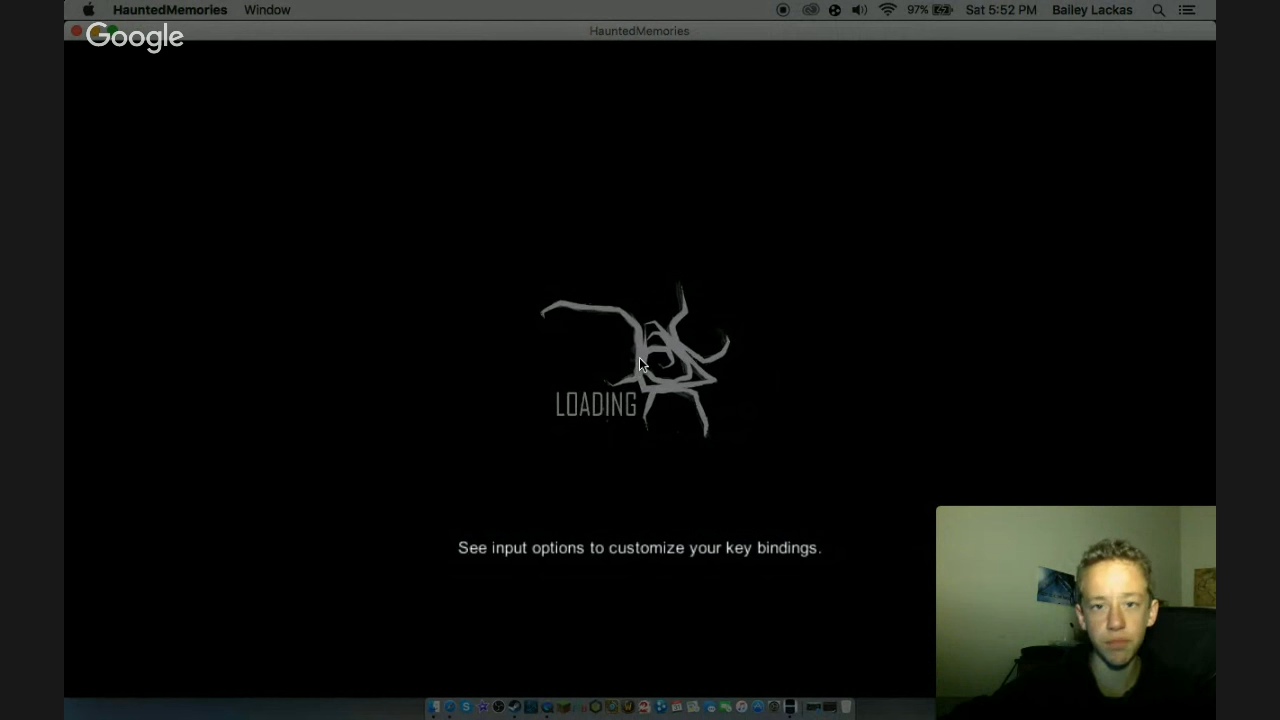 HauntedMemories Window 97% Sat 5:52 PM Bailey Lackas
Google
HauntedMemories
LOADING
See input options to customize your key bindings.